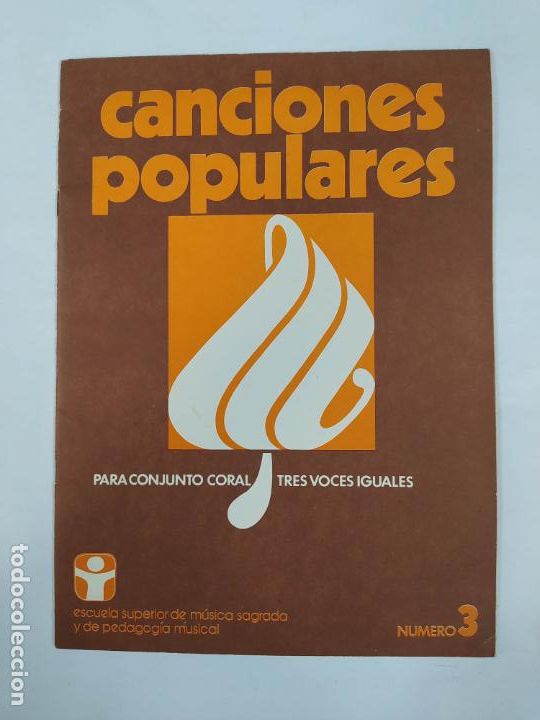 canciones
populares
PARA CONJUNTO CORAL TRES VOCES IGUALES
escuela superior de música sagrada
y de pedagogía musical
NUMERO 3
todocoleccion